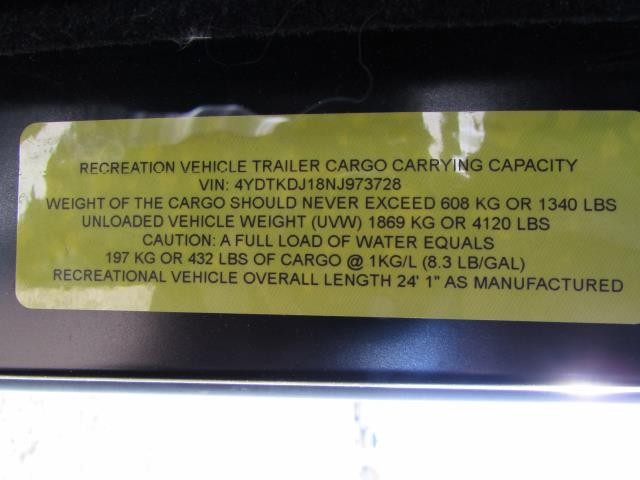 RECREATION VEHICLE TRAILER CARGO CARRYING CAPACITY
VIN: 4YDTKDJ18NJ973728
WEIGHT OF THE CARGO SHOULD NEVER EXCEED 608 KG OR 1340 LBS
UNLOADED VEHICLE WEIGHT (UVW) 1869 KG OR 4120 LBS
CAUTION: A FULL LOAD OF WATER EQUALS
197 KG OR 432 LBS OF CARGO @ 1KG/L (8.3 LB/GAL)
RECREATIONAL VEHICLE OVERALL LENGTH 24' 1" AS MANUFACTURED